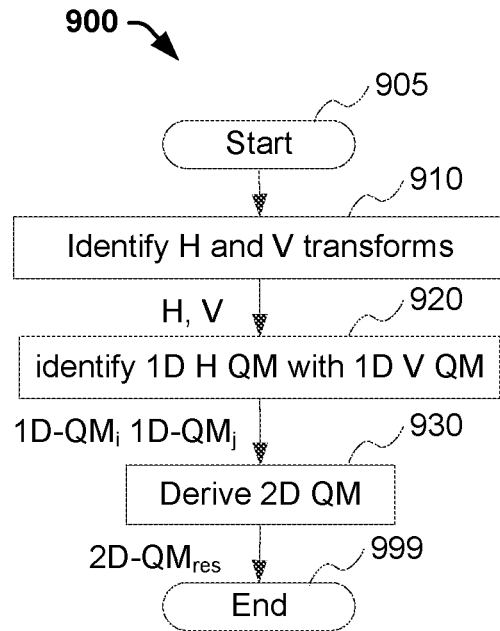 900
905
Start
910
Identify H and V transforms
H, V
920
identify 1D H QM with 1D V QM
1D-QMi 1D-QMj
930
Derive 2D QM
2D-QMres
999
End